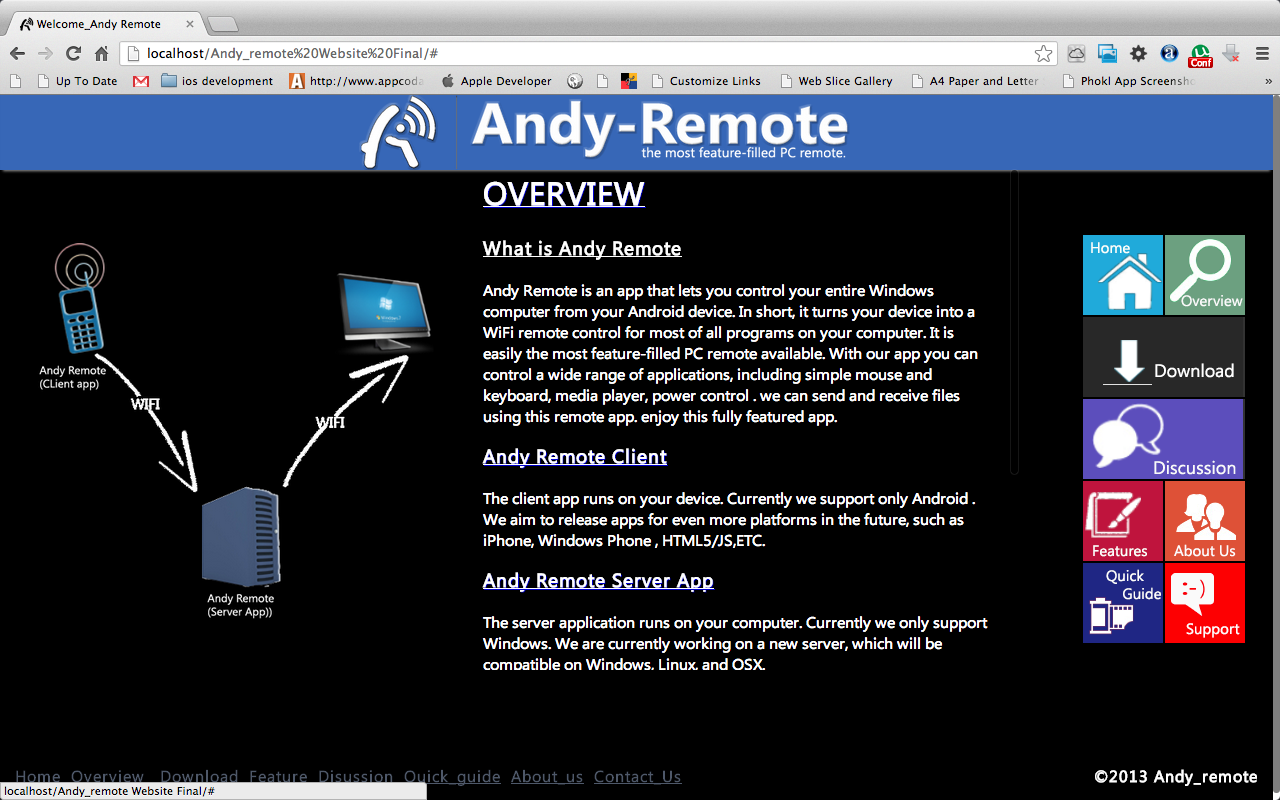 Welcome_Andy Remote
localhost/Andy_remote%20Website%20Final/#
Conf
Up To Date
ios development
http://www.appcoda
Apple Developer
Customize Links
Web Slice Gallery
A4 Paper and Letter
Phokl App Screensho
Andy-Remote
the most feature-filled PC remote.
OVERVIEW
What is Andy Remote
Andy Remote is an app that lets you control your entire Windows
computer from your Android device. In short, it turns your device into a
WiFi remote control for most of all programs on your computer. It is
easily the most feature-filled PC remote available. With our app you can
control a wide range of applications, including simple mouse and
keyboard, media player, power control . we can send and receive files
using this remote app. enjoy this fully featured app.
Andy Remote Client
The client app runs on your device. Currently we support only Android .
We aim to release apps for even more platforms in the future, such as
iPhone, Windows Phone , HTML5/JS,ETC.
Andy Remote Server App
The server application runs on your computer. Currently we only support
Windows. We are currently working on a new server, which will be
compatible on Windows, Linux, and OSX.
Andy Remote
(CLient app)
WIFI
WIFI
Andy Remote
(Server App))
Home
Overview
Download
Discussion
Features
About Us
Quick
Guide
:-)
Support
Home Overview Download Feature Disussion Quick_guide About_us Contact_Us
©2013 Andy_remote
localhost/Andy_remote Website Final/#